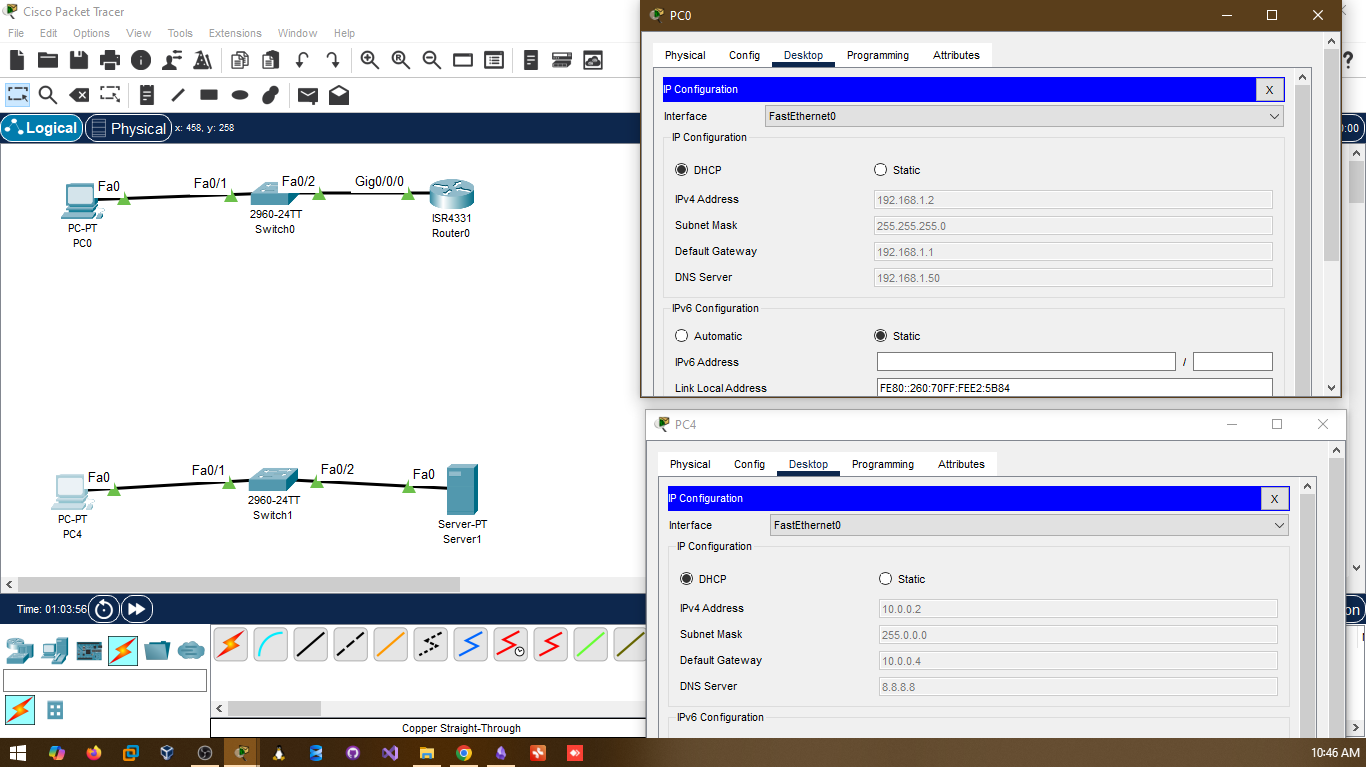 Cisco Packet Tracer
File Edit Options View Tools Extensions Window Help
Logical Physical x: 458, y: 258
:00
Fa0 Fa0/1 Fa0/2 Gig0/0/0
PC-PT
PC0
2960-24TT
Switch0
ISR4331
Router0
Fa0 Fa0/1 Fa0/2 Fa0
PC-PT
PC4
2960-24TT
Switch1
Server-PT
Server1
Time: 01:03:56
Copper Straight-Through
PC0
Physical Config Desktop Programming Attributes
IP Configuration X
Interface FastEthernet0
IP Configuration
DHCP Static
IPv4 Address 192.168.1.2
Subnet Mask 255.255.255.0
Default Gateway 192.168.1.1
DNS Server 192.168.1.50
IPv6 Configuration
Automatic Static
IPv6 Address /
Link Local Address FE80::260:70FF:FEE2:5B84
PC4
Physical Config Desktop Programming Attributes
IP Configuration X
Interface FastEthernet0
IP Configuration
DHCP Static
IPv4 Address 10.0.0.2
Subnet Mask 255.0.0.0
Default Gateway 10.0.0.4
DNS Server 8.8.8.8
IPv6 Configuration
on
10:46 AM